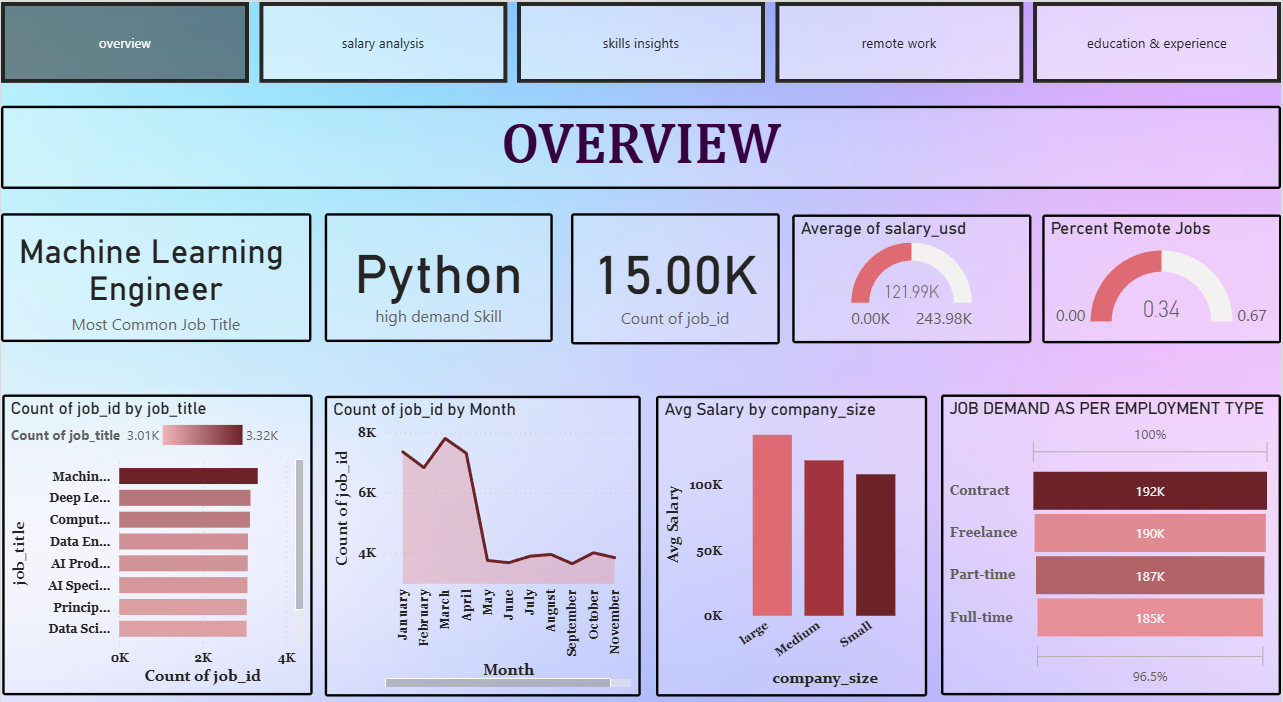 overview
salary analysis
skills insights
remote work
education & experience
OVERVIEW
Machine Learning
Engineer
Most Common Job Title
Python
high demand Skill
15.00K
Count of job_id
Average of salary_usd
121.99K
0.00K
243.98K
Percent Remote Jobs
0.34
0.00
0.67
Count of job_id by job_title
Count of job_title 3.01K 3.32K
job_title
Machin...
Deep Le...
Comput...
Data En...
AI Prod...
AI Speci...
Princip...
Data Sci...
0K 2K 4K
Count of job_id
Count of job_id by Month
Count of job_id
8K
6K
4K
January
February
March
April
May
June
July
August
September
October
November
Month
Avg Salary by company_size
Avg Salary
100K
50K
0K
large
Medium
Small
company_size
JOB DEMAND AS PER EMPLOYMENT TYPE
100%
Contract 192K
Freelance 190K
Part-time 187K
Full-time 185K
96.5%